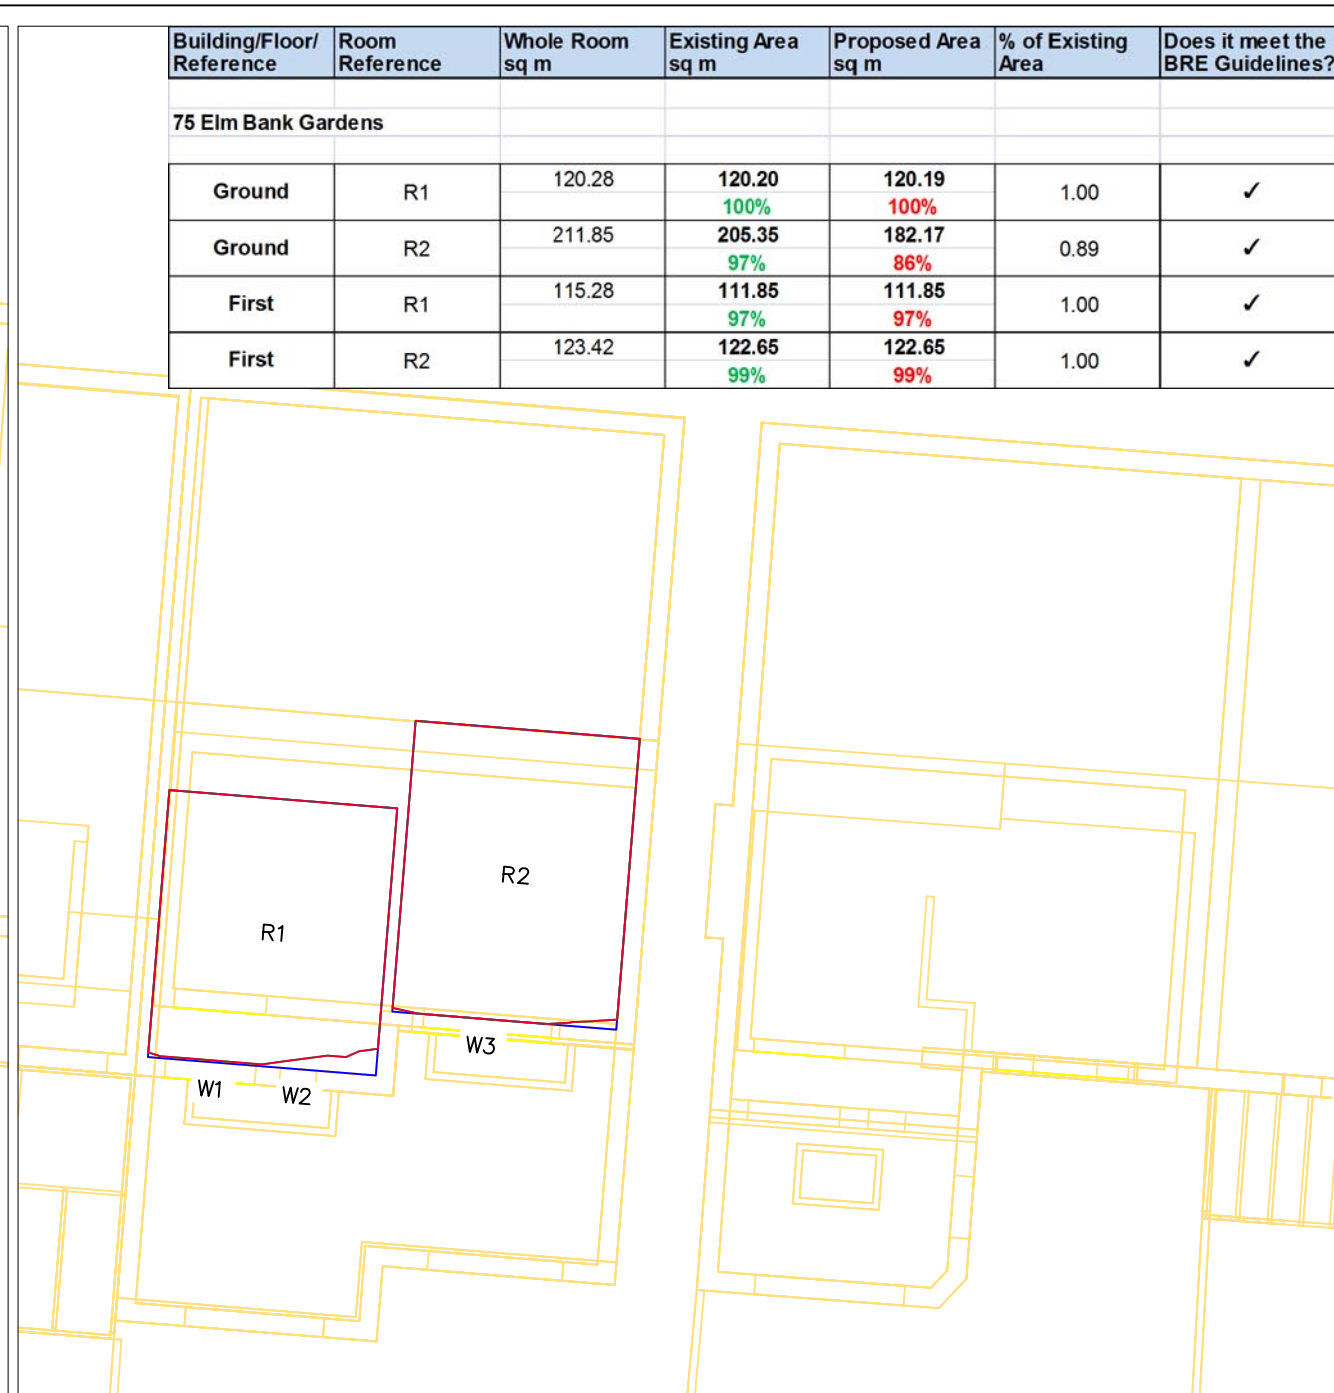 Building/Floor/ Reference Room Reference Whole Room sq m Existing Area sq m Proposed Area sq m % of Existing Area Does it meet the BRE Guidelines?
75 Elm Bank Gardens
Ground R1 120.28 120.20 120.19 1.00 ✓
100% 100%
Ground R2 211.85 205.35 182.17 0.89 ✓
97% 86%
First R1 115.28 111.85 111.85 1.00 ✓
97% 97%
First R2 123.42 122.65 122.65 1.00 ✓
99% 99%
R2
R1
W3
W1 W2